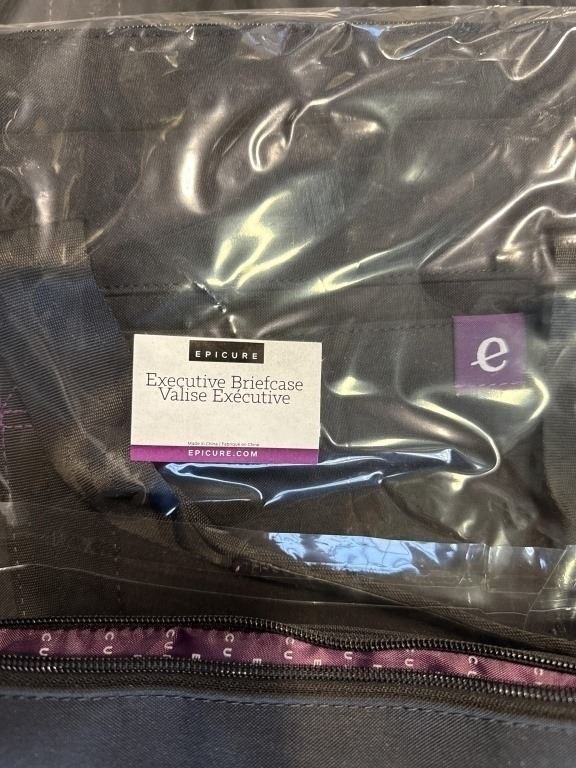 EPICURE
Executive Briefcase
Valise Exécutive
Made in China | Fabriqué en Chine
EPICURE.COM
e